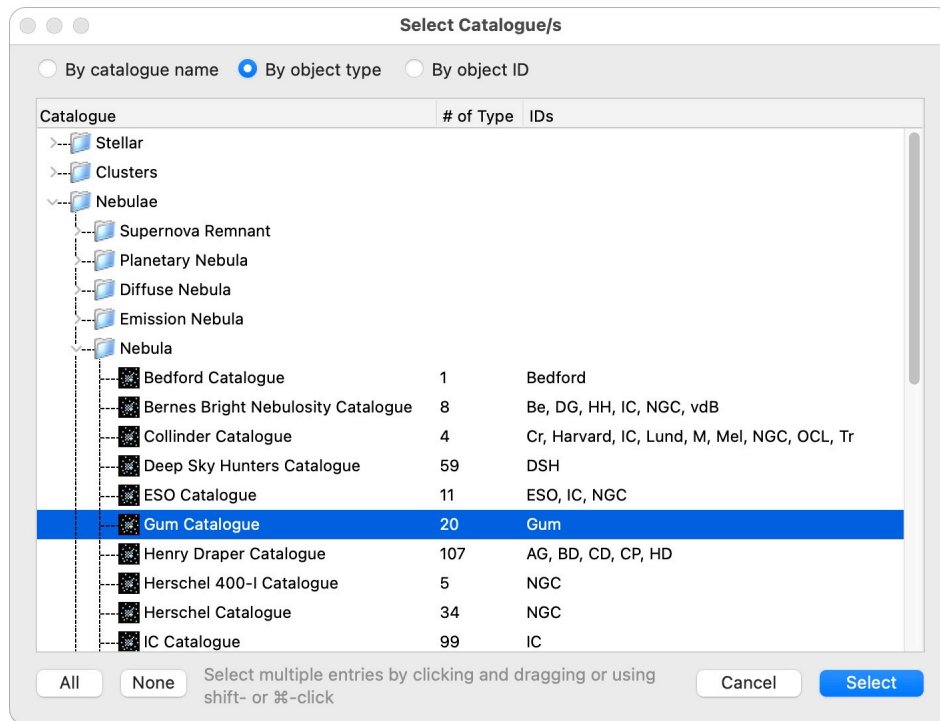 Select Catalogue/s
By catalogue name By object type By object ID
Catalogue # of Type IDs
Stellar
Clusters
Nebulae
Supernova Remnant
Planetary Nebula
Diffuse Nebula
Emission Nebula
Nebula
Bedford Catalogue 1 Bedford
Bernes Bright Nebulosity Catalogue 8 Be, DG, HH, IC, NGC, vdB
Collinder Catalogue 4 Cr, Harvard, IC, Lund, M, Mel, NGC, OCL, Tr
Deep Sky Hunters Catalogue 59 DSH
ESO Catalogue 11 ESO, IC, NGC
Gum Catalogue 20 Gum
Henry Draper Catalogue 107 AG, BD, CD, CP, HD
Herschel 400-I Catalogue 5 NGC
Herschel Catalogue 34 NGC
IC Catalogue 99 IC
All None Select multiple entries by clicking and dragging or using
shift- or ⌘-click
Cancel Select